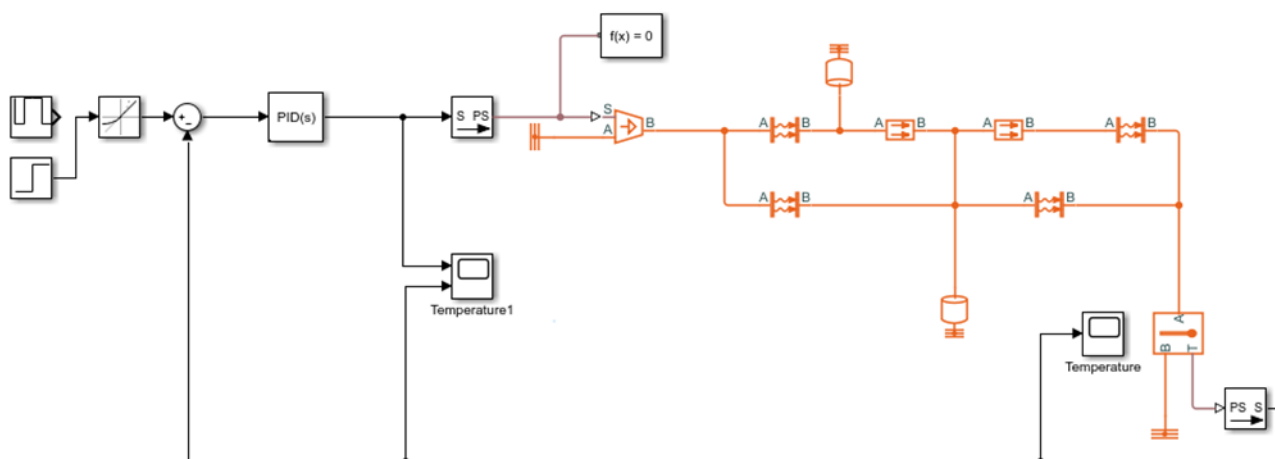 f(x) = 0
PID(s)
S PS
S
A
B
A B
A B
A B
A B
A B
A B
Temperature1
Temperature
A
B
T
PS S